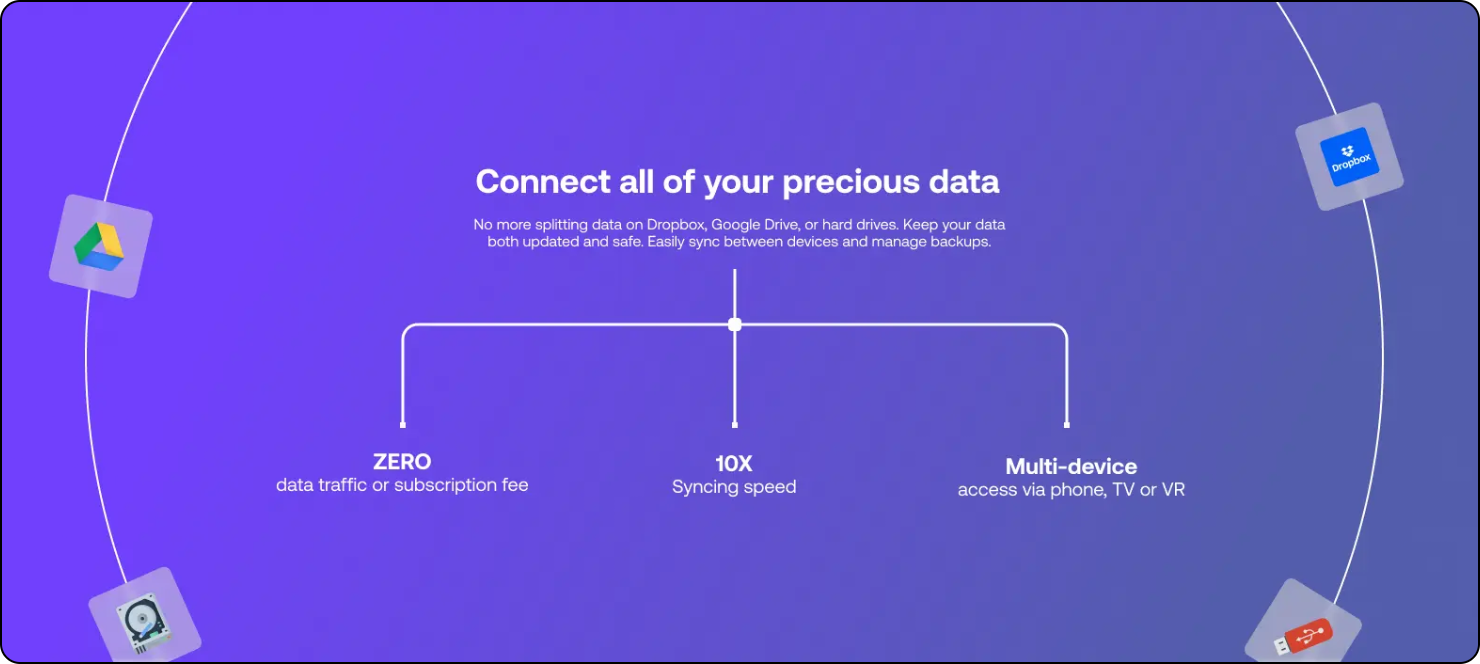 Connect all of your precious data
No more splitting data on Dropbox, Google Drive, or hard drives. Keep your data
both updated and safe. Easily sync between devices and manage backups.
ZERO
data traffic or subscription fee
10X
Syncing speed
Multi-device
access via phone, TV or VR
Dropbox